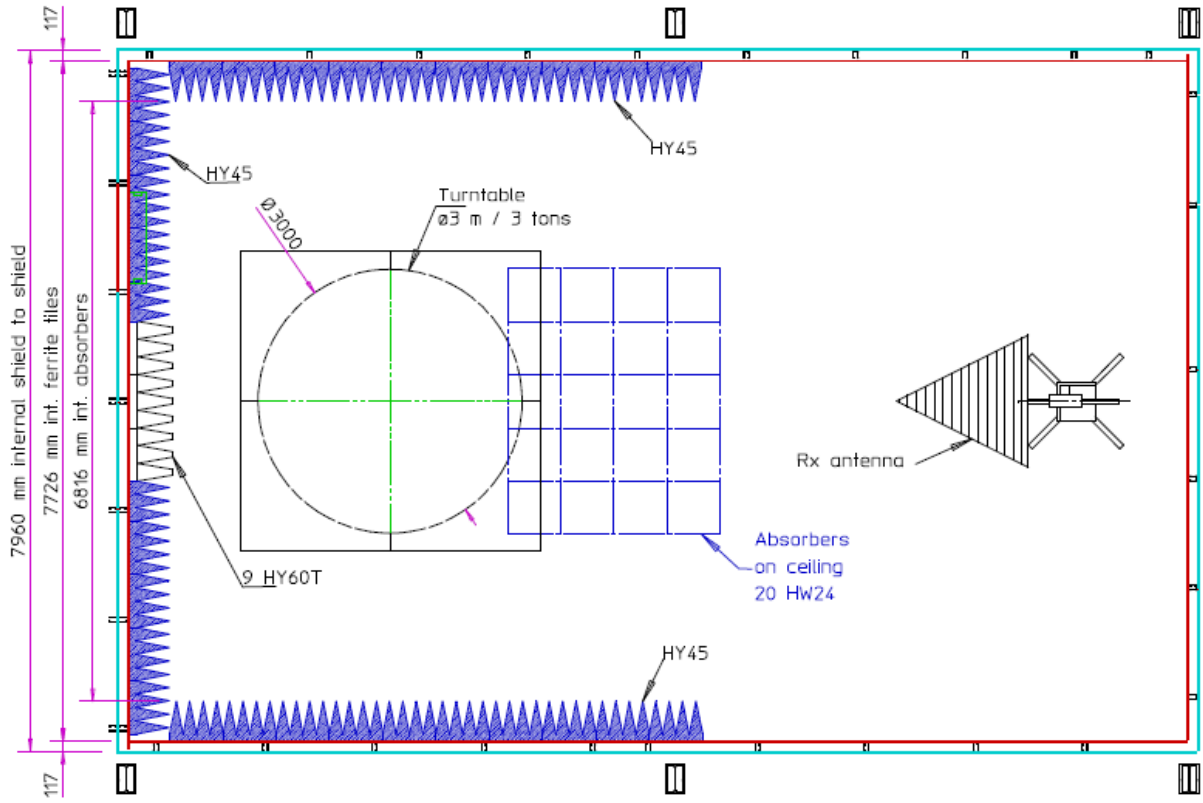 117
HY45
HY45
Turntable
ø3 m / 3 tons
Ø3000
7960 mm internal shield to shield
7726 mm int. ferrite tiles
6816 mm int. absorbers
Rx antenna
Absorbers
on ceiling
20 HW24
9 HY60T
HY45
117